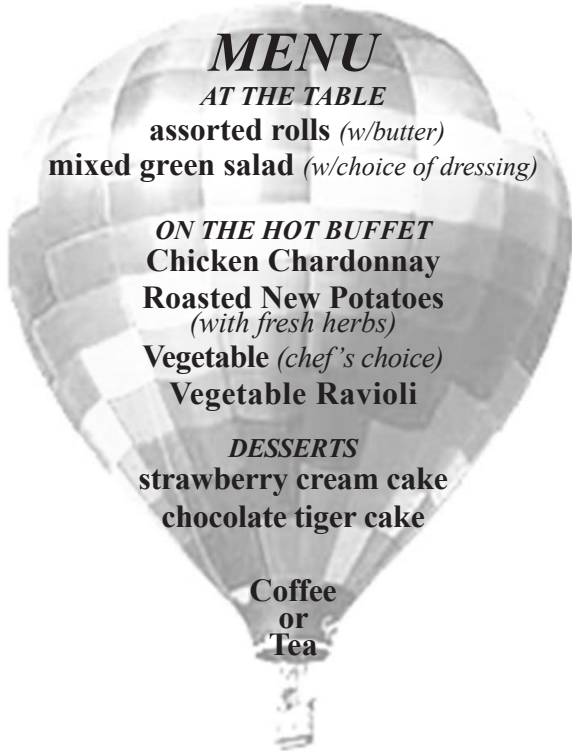 MENU
AT THE TABLE
assorted rolls (w/butter)
mixed green salad (w/choice of dressing)
ON THE HOT BUFFET
Chicken Chardonnay
Roasted New Potatoes
(with fresh herbs)
Vegetable (chef's choice)
Vegetable Ravioli
DESSERTS
strawberry cream cake
chocolate tiger cake
Coffee
or
Tea